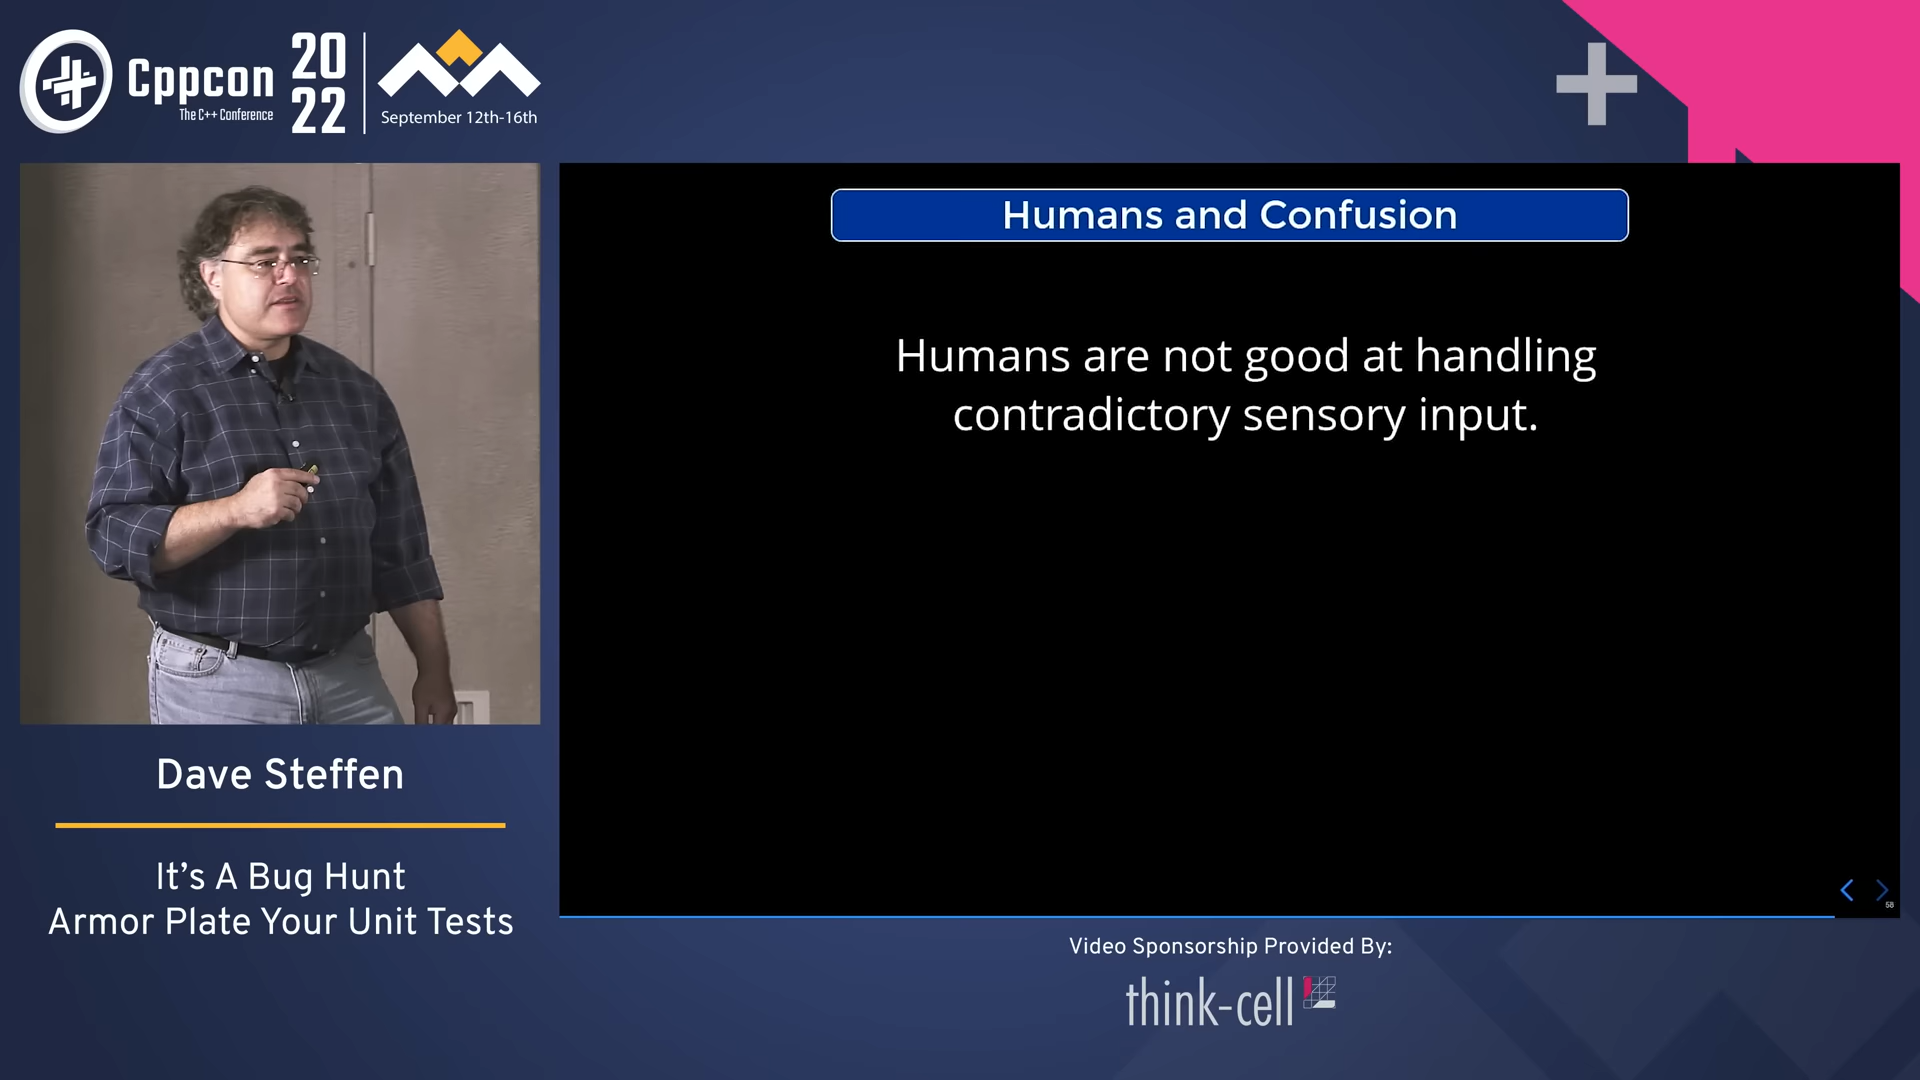 Cppcon
The C++ Conference
20
22
September 12th-16th
Humans and Confusion
Humans are not good at handling
contradictory sensory input.
58
Dave Steffen
It's A Bug Hunt
Armor Plate Your Unit Tests
Video Sponsorship Provided By:
think-cell